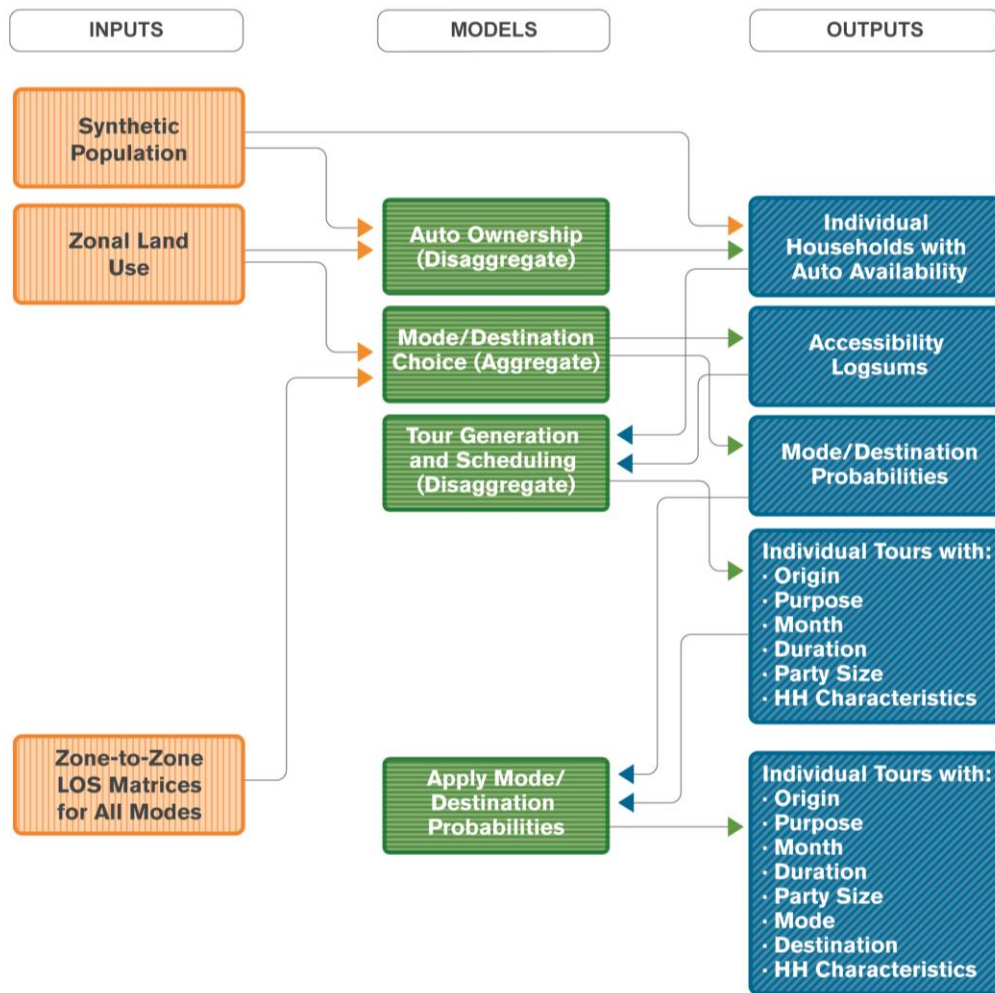 INPUTS
MODELS
OUTPUTS
Synthetic
Population
Zonal Land
Use
Auto Ownership
(Disaggregate)
Individual
Households with
Auto Availability
Mode/Destination
Choice (Aggregate)
Accessibility
Logsums
Tour Generation
and Scheduling
(Disaggregate)
Mode/Destination
Probabilities
Individual Tours with:
· Origin
· Purpose
· Month
· Duration
· Party Size
· HH Characteristics
Zone-to-Zone
LOS Matrices
for All Modes
Apply Mode/
Destination
Probabilities
Individual Tours with:
· Origin
· Purpose
· Month
· Duration
· Party Size
· Mode
· Destination
· HH Characteristics